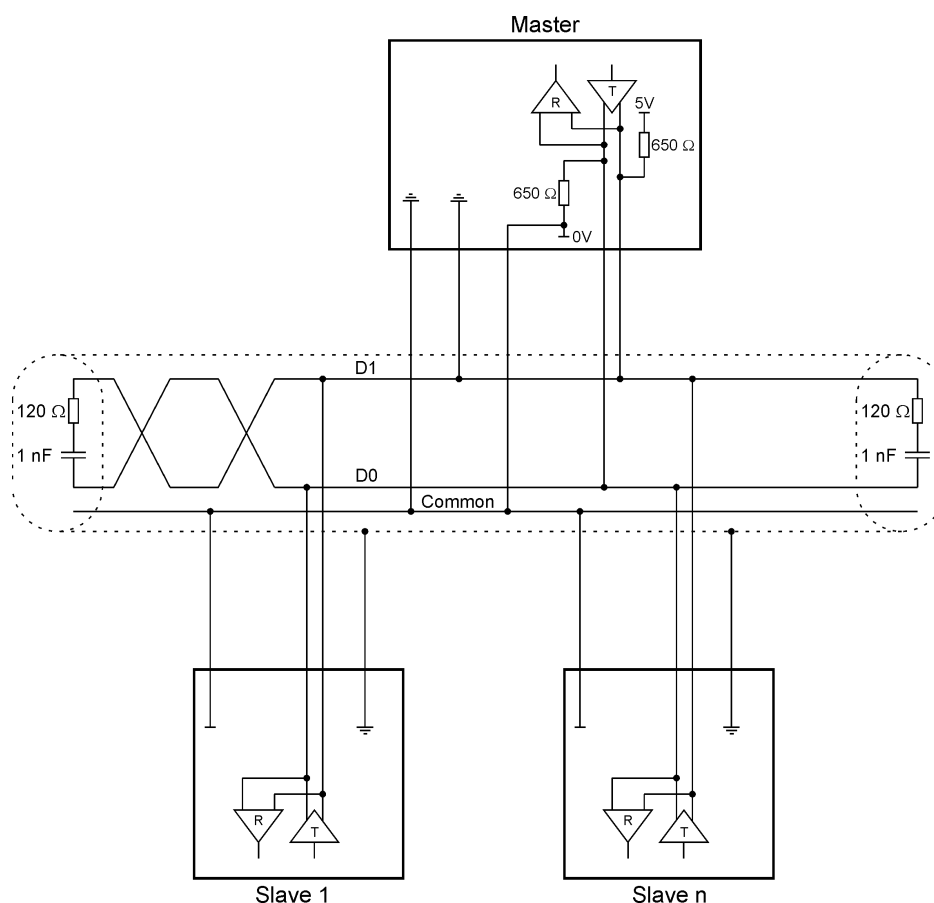 Master
R
T
5V
650 Ω
650 Ω
0V
D1
120 Ω
1 nF
120 Ω
1 nF
D0
Common
R
T
R
T
Slave 1
Slave n